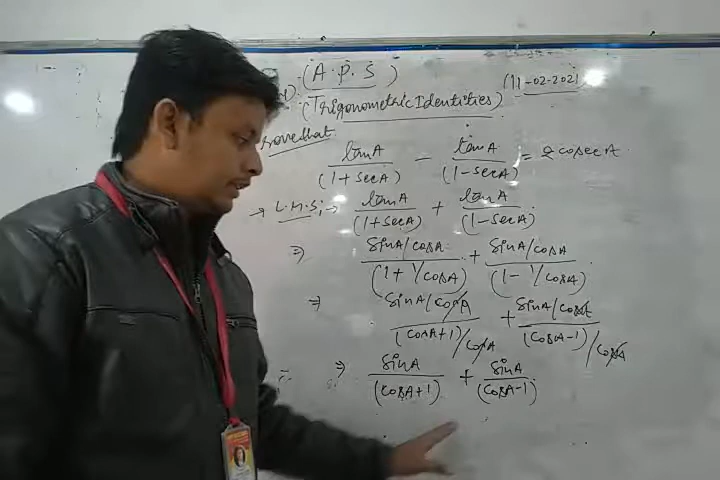 (A.P.S)
(Trigonometric Identities) (11-02-2021)
Prove that
tanA/(1+secA) - tanA/(1-secA) = 2cosecA
→ L.H.S; → tanA/(1+secA) + tanA/(1-secA)
⇒ (sinA/cosA)/(1+1/cosA) + (sinA/cosA)/(1-1/cosA)
⇒ (sinA/cosA)/((cosA+1)/cosA) + (sinA/cosA)/((cosA-1)/cosA)
⇒ sinA/(cosA+1) + sinA/(cosA-1)